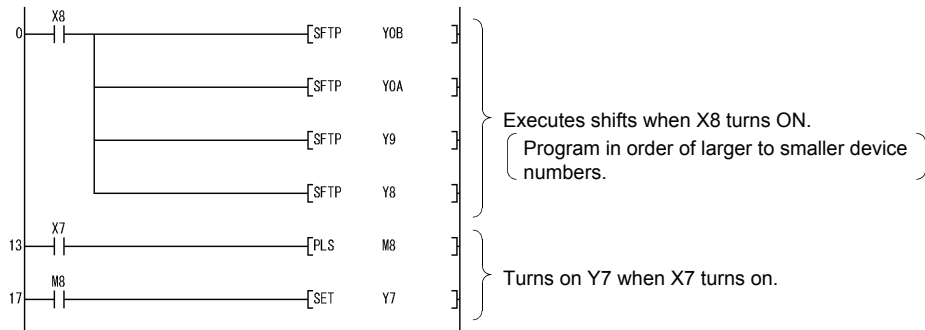 X8
0 [SFTP Y0B ]
[SFTP Y0A ]
Executes shifts when X8 turns ON.
Program in order of larger to smaller device
numbers.
[SFTP Y9 ]
[SFTP Y8 ]
X7
13 [PLS M8 ]
Turns on Y7 when X7 turns on.
M8
17 [SET Y7 ]